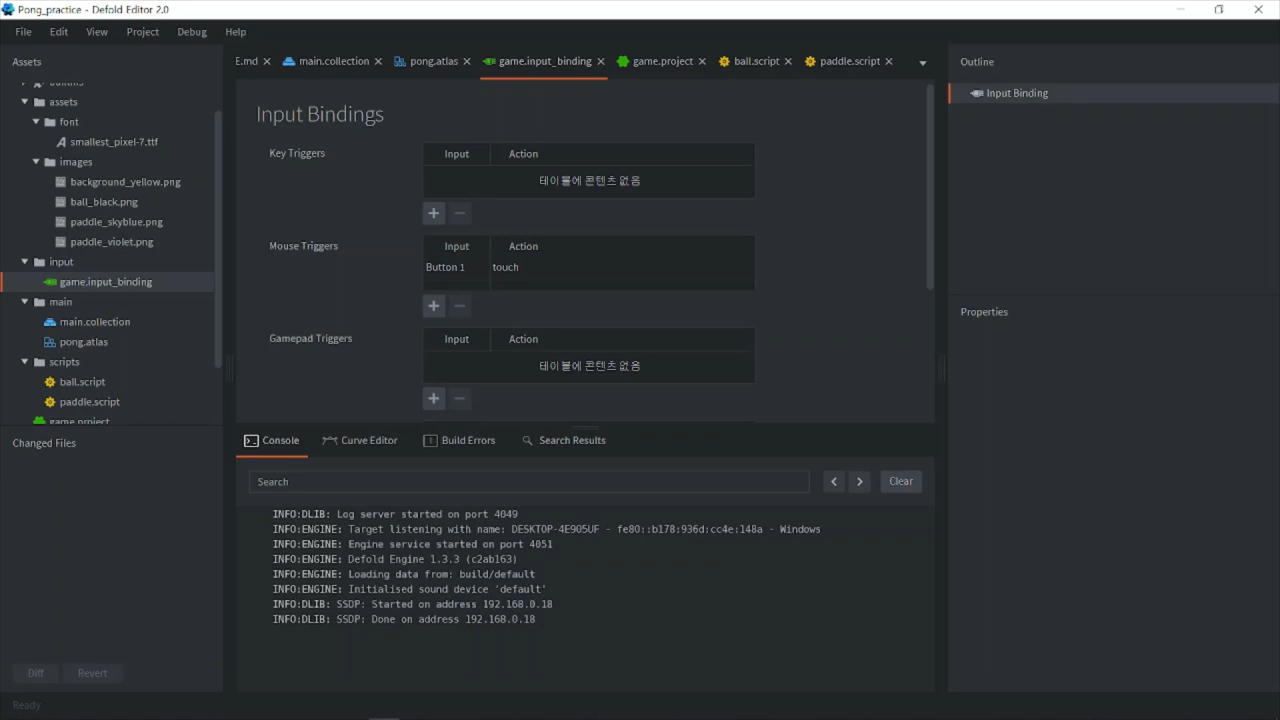 Pong_practice - Defold Editor 2.0
File Edit View Project Debug Help
Assets
assets
font
smallest_pixel-7.ttf
images
background_yellow.png
ball_black.png
paddle_skyblue.png
paddle_violet.png
input
game.input_binding
main
main.collection
pong.atlas
scripts
ball.script
paddle.script
game.project
Changed Files
Diff Revert
Ready
E.md main.collection pong.atlas game.input_binding game.project ball.script paddle.script
Input Bindings
Key Triggers
Input Action
테이블에 콘텐츠 없음
Mouse Triggers
Input Action
Button 1 touch
Gamepad Triggers
Input Action
테이블에 콘텐츠 없음
Console Curve Editor Build Errors Search Results
Search
Clear
INFO:DLIB: Log server started on port 4049
INFO:ENGINE: Target listening with name: DESKTOP-4E905UF - fe80::b178:936d:cc4e:148a - Windows
INFO:ENGINE: Engine service started on port 4051
INFO:ENGINE: Defold Engine 1.3.3 (c2ab163)
INFO:ENGINE: Loading data from: build/default
INFO:ENGINE: Initialised sound device 'default'
INFO:DLIB: SSDP: Started on address 192.168.0.18
INFO:DLIB: SSDP: Done on address 192.168.0.18
Outline
Input Binding
Properties